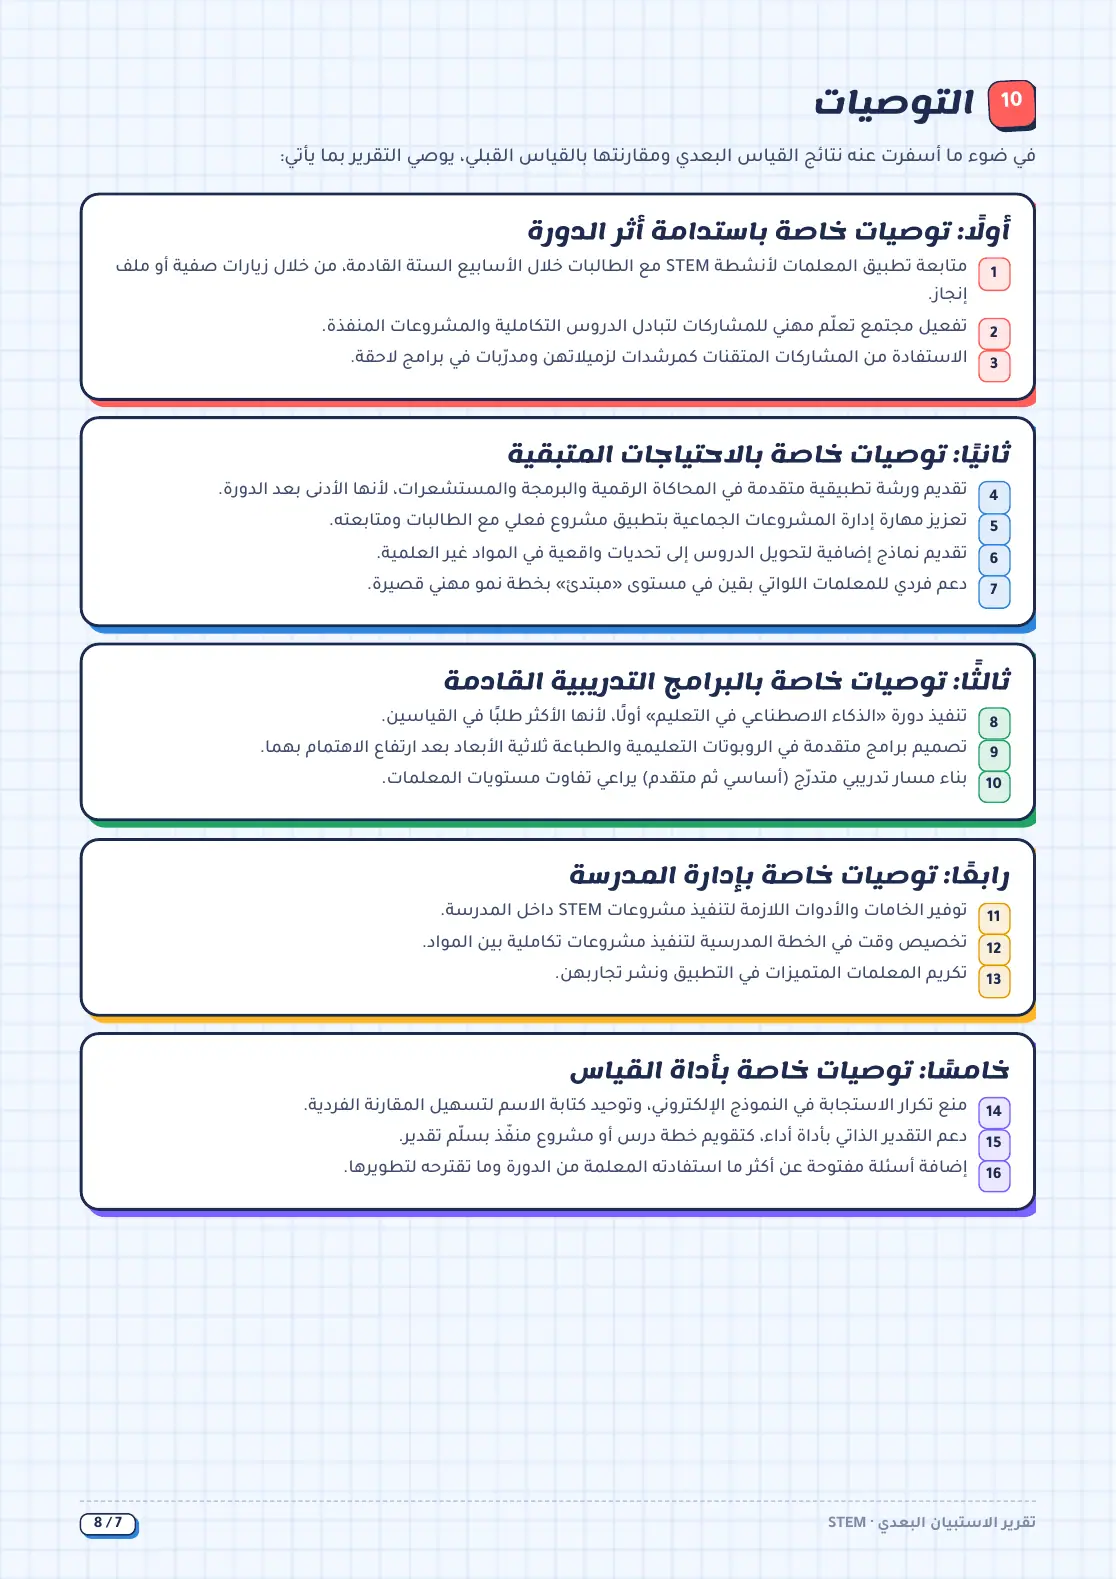 10 التوصيات
في ضوء ما أسفرت عنه نتائج القياس البعدي ومقارنتها بالقياس القبلي، يوصي التقرير بما يأتي:
أولًا: توصيات خاصة باستدامة أثر الدورة
1 متابعة تطبيق المعلمات لأنشطة STEM مع الطالبات خلال الأسابيع الستة القادمة، من خلال زيارات صفية أو ملف
إنجاز.
2 تفعيل مجتمع تعلّم مهني للمشاركات لتبادل الدروس التكاملية والمشروعات المنفذة.
3 الاستفادة من المشاركات المتقنات كمرشدات لزميلاتهن ومدرّبات في برامج لاحقة.
ثانيًا: توصيات خاصة بالاحتياجات المتبقية
4 تقديم ورشة تطبيقية متقدمة في المحاكاة الرقمية والبرمجة والمستشعرات، لأنها الأدنى بعد الدورة.
5 تعزيز مهارة إدارة المشروعات الجماعية بتطبيق مشروع فعلي مع الطالبات ومتابعته.
6 تقديم نماذج إضافية لتحويل الدروس إلى تحديات واقعية في المواد غير العلمية.
7 دعم فردي للمعلمات اللواتي بقين في مستوى «مبتدئ» بخطة نمو مهني قصيرة.
ثالثًا: توصيات خاصة بالبرامج التدريبية القادمة
8 تنفيذ دورة «الذكاء الاصطناعي في التعليم» أولًا، لأنها الأكثر طلبًا في القياسين.
9 تصميم برامج متقدمة في الروبوتات التعليمية والطباعة ثلاثية الأبعاد بعد ارتفاع الاهتمام بهما.
10 بناء مسار تدريبي متدرّج (أساسي ثم متقدم) يراعي تفاوت مستويات المعلمات.
رابعًا: توصيات خاصة بإدارة المدرسة
11 توفير الخامات والأدوات اللازمة لتنفيذ مشروعات STEM داخل المدرسة.
12 تخصيص وقت في الخطة المدرسية لتنفيذ مشروعات تكاملية بين المواد.
13 تكريم المعلمات المتميزات في التطبيق ونشر تجاربهن.
خامسًا: توصيات خاصة بأداة القياس
14 منع تكرار الاستجابة في النموذج الإلكتروني، وتوحيد كتابة الاسم لتسهيل المقارنة الفردية.
15 دعم التقدير الذاتي بأداة أداء، كتقويم خطة درس أو مشروع منفّذ بسلّم تقدير.
16 إضافة أسئلة مفتوحة عن أكثر ما استفادته المعلمة من الدورة وما تقترحه لتطويرها.
تقرير الاستبيان البعدي · STEM
8 / 7